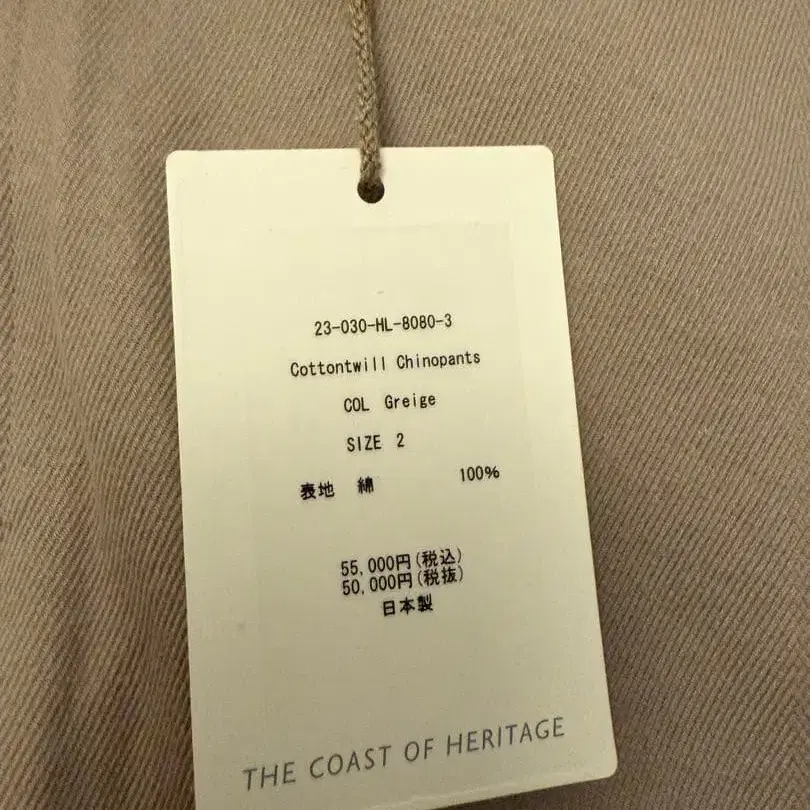 23-030-HL-8080-3
Cottontwill Chinopants
COL Greige
SIZE 2
表地 綿 100%
55,000円(税込)
50,000円(税抜)
日本製
THE COAST OF HERITAGE